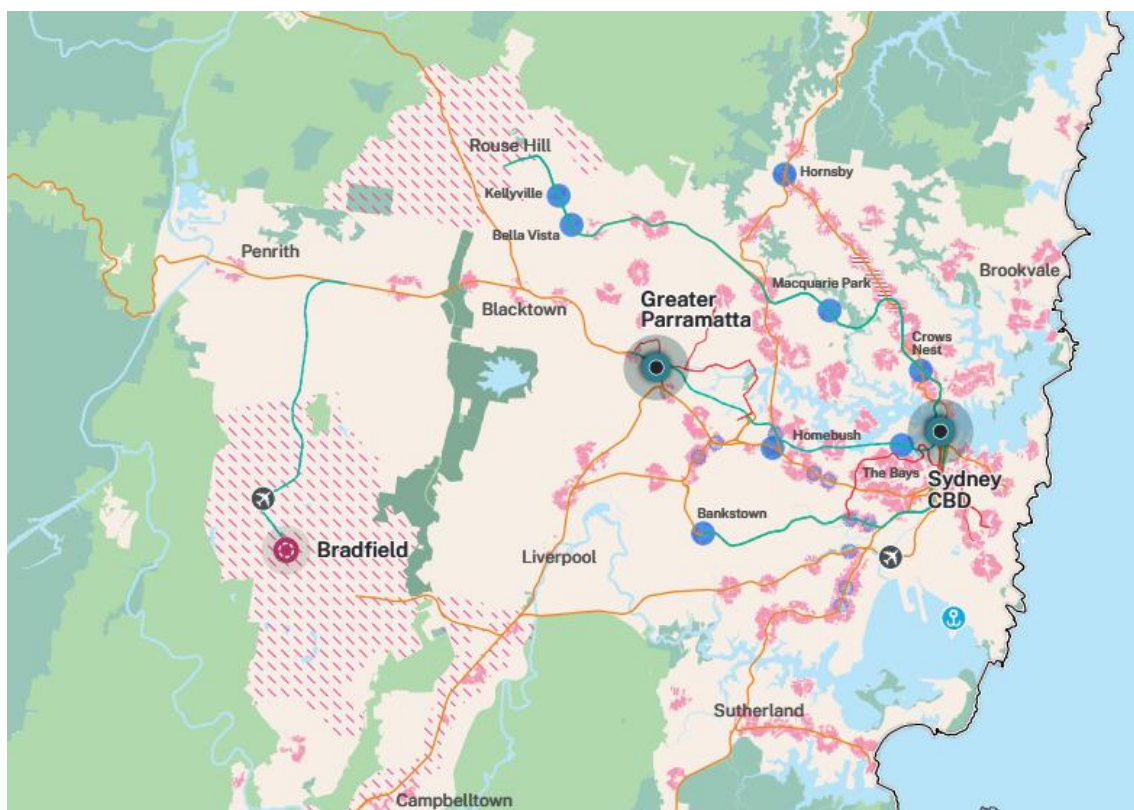 Rouse Hill
Hornsby
Kellyville
Bella Vista
Penrith
Brookvale
Macquarie Park
Blacktown
Greater
Parramatta
Crows
Nest
Homebush
The Bays
Sydney
CBD
Bankstown
Bradfield
Liverpool
Sutherland
Campbelltown